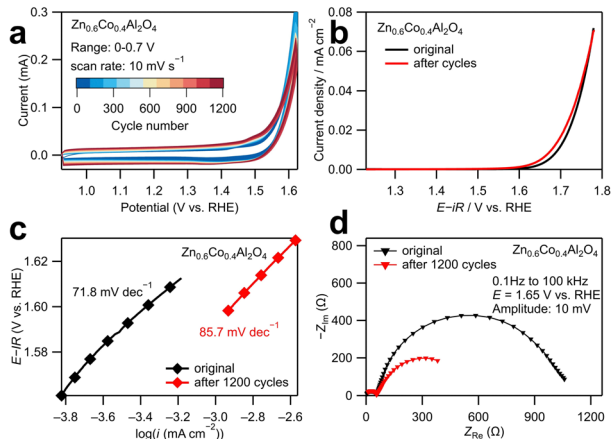 a
Zn0.6Co0.4Al2O4
Range: 0-0.7 V
scan rate: 10 mV s−1
0 300 600 900 1200
Cycle number
Current (mA)
0.3
0.2
0.1
0.0
1.0 1.1 1.2 1.3 1.4 1.5 1.6
Potential (V vs. RHE)
b
Zn0.6Co0.4Al2O4
original
after cycles
Current density / mA cm−2
0.08
0.06
0.04
0.02
0.00
1.3 1.4 1.5 1.6 1.7 1.8
E−iR / V vs. RHE
c
Zn0.6Co0.4Al2O4
71.8 mV dec−1
85.7 mV dec−1
original
after 1200 cycles
E−IR (V vs. RHE)
1.62
1.60
1.58
−3.8 −3.6 −3.4 −3.2 −3.0 −2.8 −2.6
log(i (mA cm−2)
d
original
after 1200 cycles
Zn0.6Co0.4Al2O4
0.1Hz to 100 kHz
E = 1.65 V vs. RHE
Amplitude: 10 mV
−ZIm (Ω)
800
600
400
200
0
0 300 600 900 1200
ZRe (Ω)